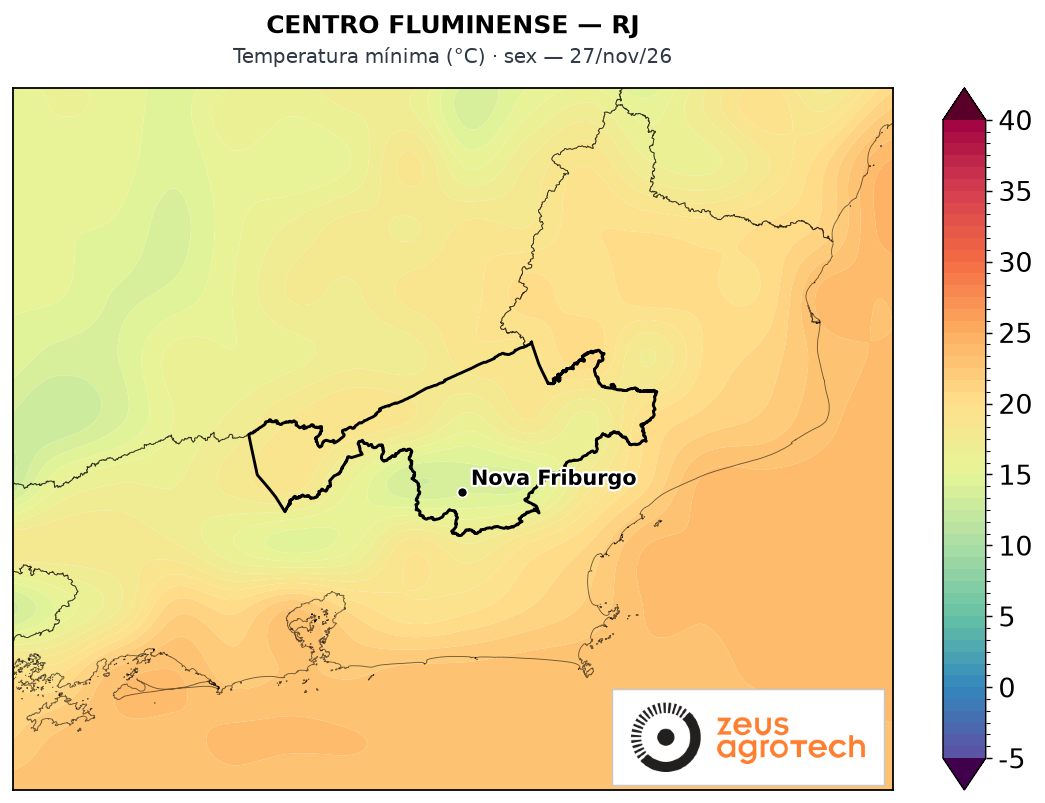 CENTRO FLUMINENSE — RJ
Temperatura mínima (°C) · sex — 27/nov/26
40
35
30
25
20
15
10
5
0
-5
Nova Friburgo
zeus
agrotech